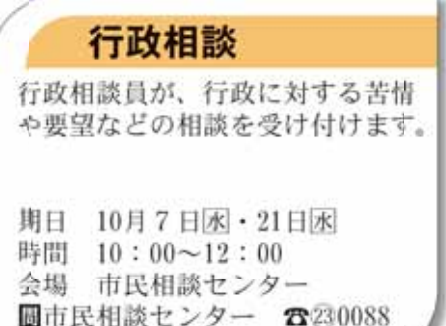 行政相談
行政相談員が、行政に対する苦情
や要望などの相談を受け付けます。
期日 10月7日水・21日水
時間 10:00～12:00
会場 市民相談センター
問市民相談センター ☎㉓0088